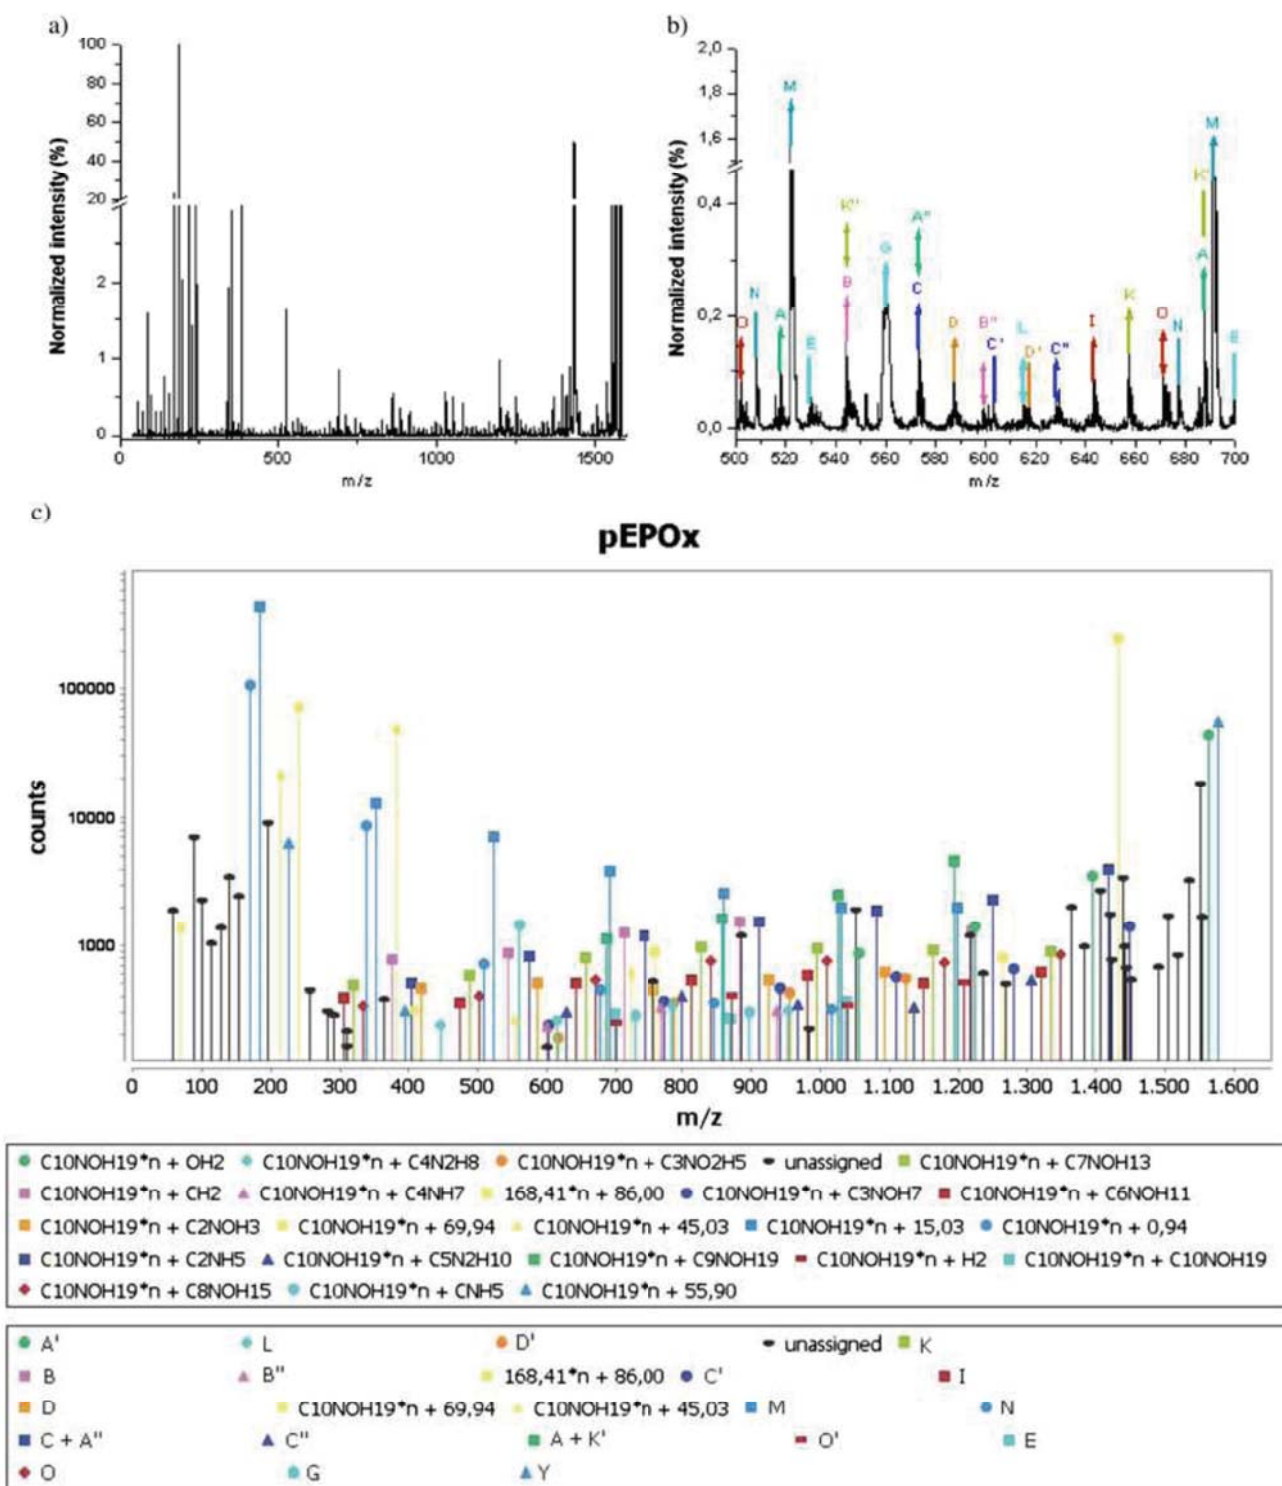 a)
Normalized intensity (%)
100
80
60
40
20
2
1
0
0 500 1000 1500
m/z
b)
Normalized intensity (%)
2,0
1,8
1,6
0,4
0,2
0,0
M
M
K'
K''
A''
A
G
B
C
N
O
A
E
D
B''
C'
L
D'
C''
I
K
O
N
E
500 520 540 560 580 600 620 640 660 680 700
m/z
c)
pEPOx
counts
100000
10000
1000
0 100 200 300 400 500 600 700 800 900 1.000 1.100 1.200 1.300 1.400 1.500 1.600
m/z
C10NOH19*n + OH2 C10NOH19*n + C4N2H8 C10NOH19*n + C3NO2H5 unassigned C10NOH19*n + C7NOH13
C10NOH19*n + CH2 C10NOH19*n + C4NH7 168,41*n + 86,00 C10NOH19*n + C3NOH7 C10NOH19*n + C6NOH11
C10NOH19*n + C2NOH3 C10NOH19*n + 69,94 C10NOH19*n + 45,03 C10NOH19*n + 15,03 C10NOH19*n + 0,94
C10NOH19*n + C2NH5 C10NOH19*n + C5N2H10 C10NOH19*n + C9NOH19 C10NOH19*n + H2 C10NOH19*n + C10NOH19
C10NOH19*n + C8NOH15 C10NOH19*n + CNH5 C10NOH19*n + 55,90
A' L D' unassigned K
B B'' 168,41*n + 86,00 C' I
D C10NOH19*n + 69,94 C10NOH19*n + 45,03 M N
C + A'' C'' A + K' O' E
O G Y